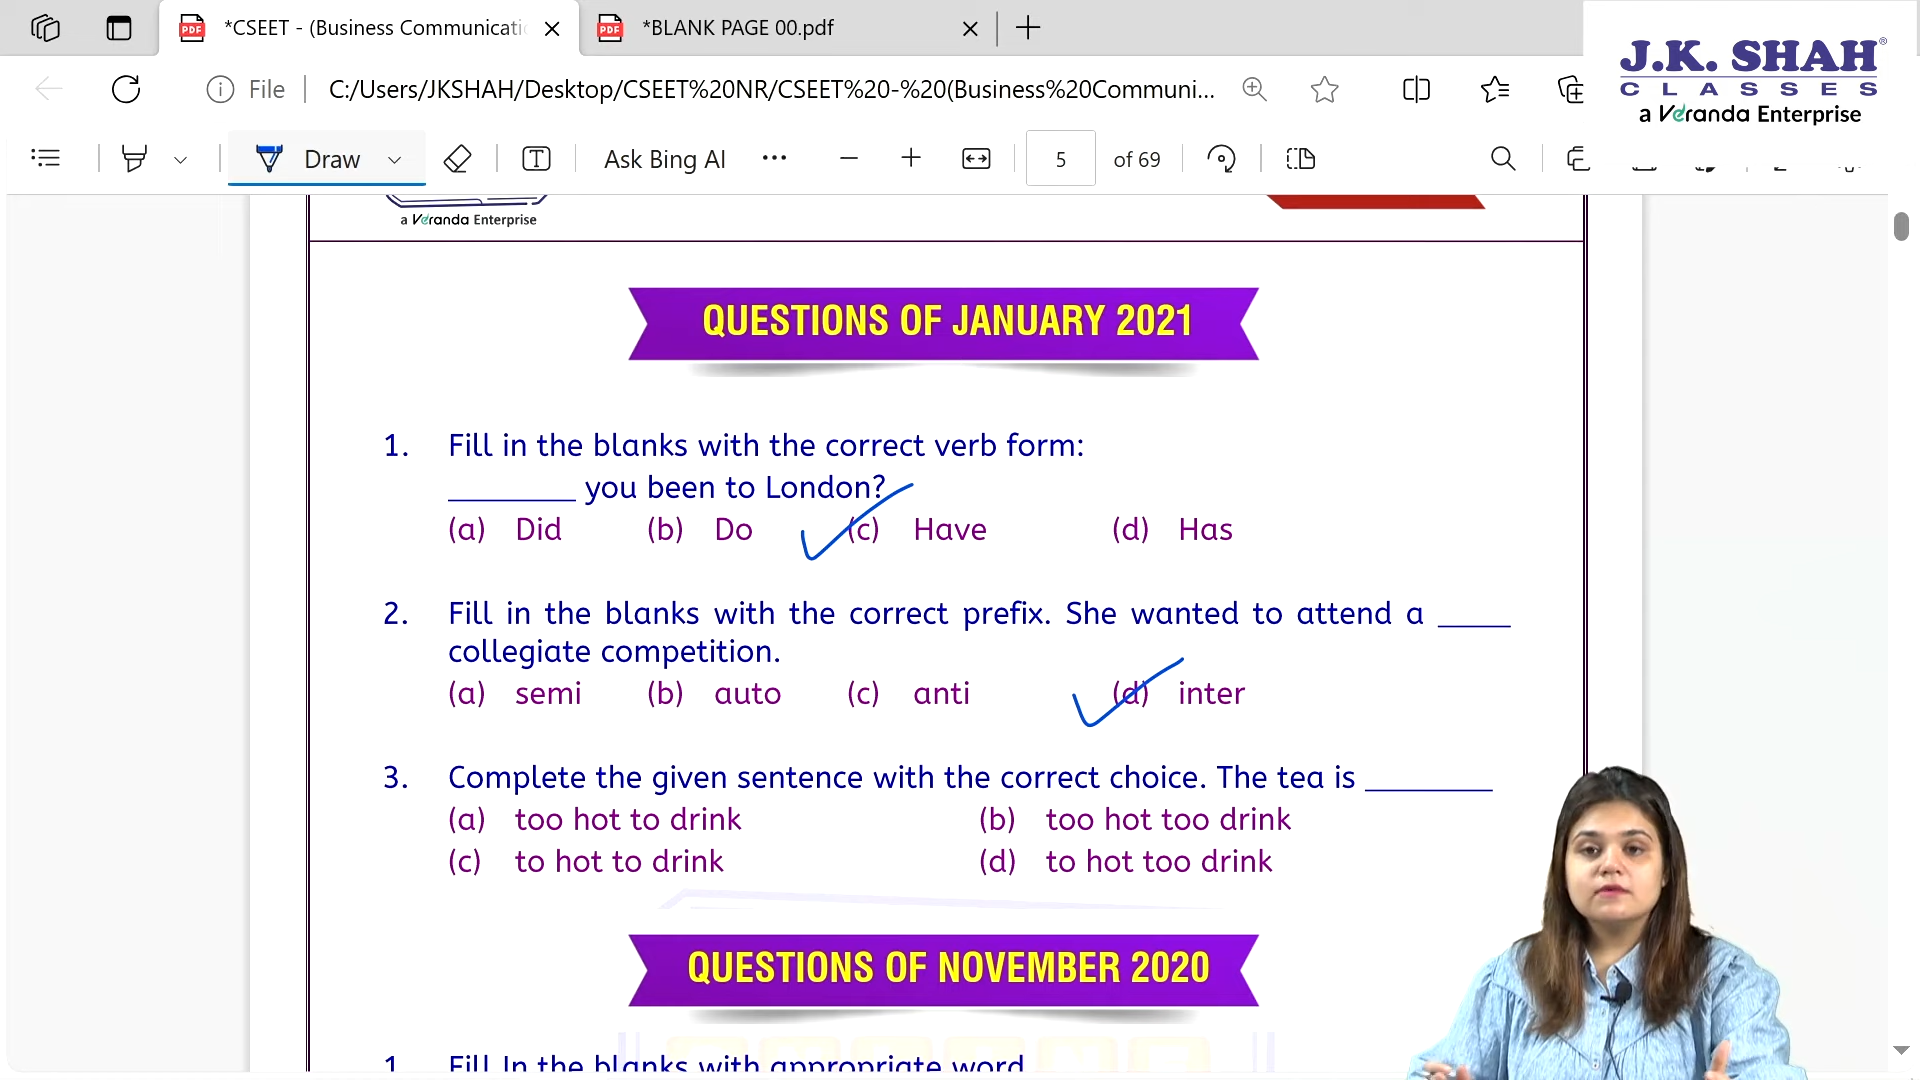 *CSEET - (Business Communicati
*BLANK PAGE 00.pdf
File
C:/Users/JKSHAH/Desktop/CSEET%20NR/CSEET%20-%20(Business%20Communi...
J.K. SHAH®
CLASSES
a Veranda Enterprise
Draw
Ask Bing AI
5
of 69
a Veranda Enterprise
QUESTIONS OF JANUARY 2021
1. Fill in the blanks with the correct verb form:
________ you been to London?
(a) Did (b) Do (c) Have (d) Has
2. Fill in the blanks with the correct prefix. She wanted to attend a ____
collegiate competition.
(a) semi (b) auto (c) anti (d) inter
3. Complete the given sentence with the correct choice. The tea is ________
(a) too hot to drink (b) too hot too drink
(c) to hot to drink (d) to hot too drink
QUESTIONS OF NOVEMBER 2020
1. Fill In the blanks with appropriate word